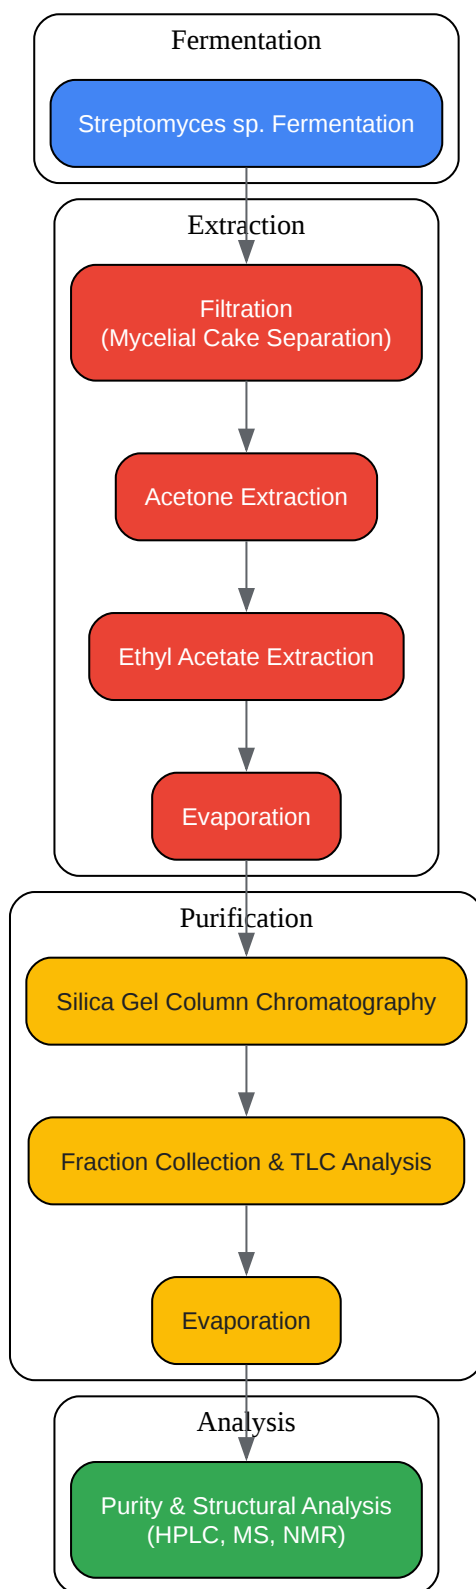 Fermentation
Streptomyces sp. Fermentation
Extraction
Filtration
(Mycelial Cake Separation)
Acetone Extraction
Ethyl Acetate Extraction
Evaporation
Purification
Silica Gel Column Chromatography
Fraction Collection & TLC Analysis
Evaporation
Analysis
Purity & Structural Analysis
(HPLC, MS, NMR)